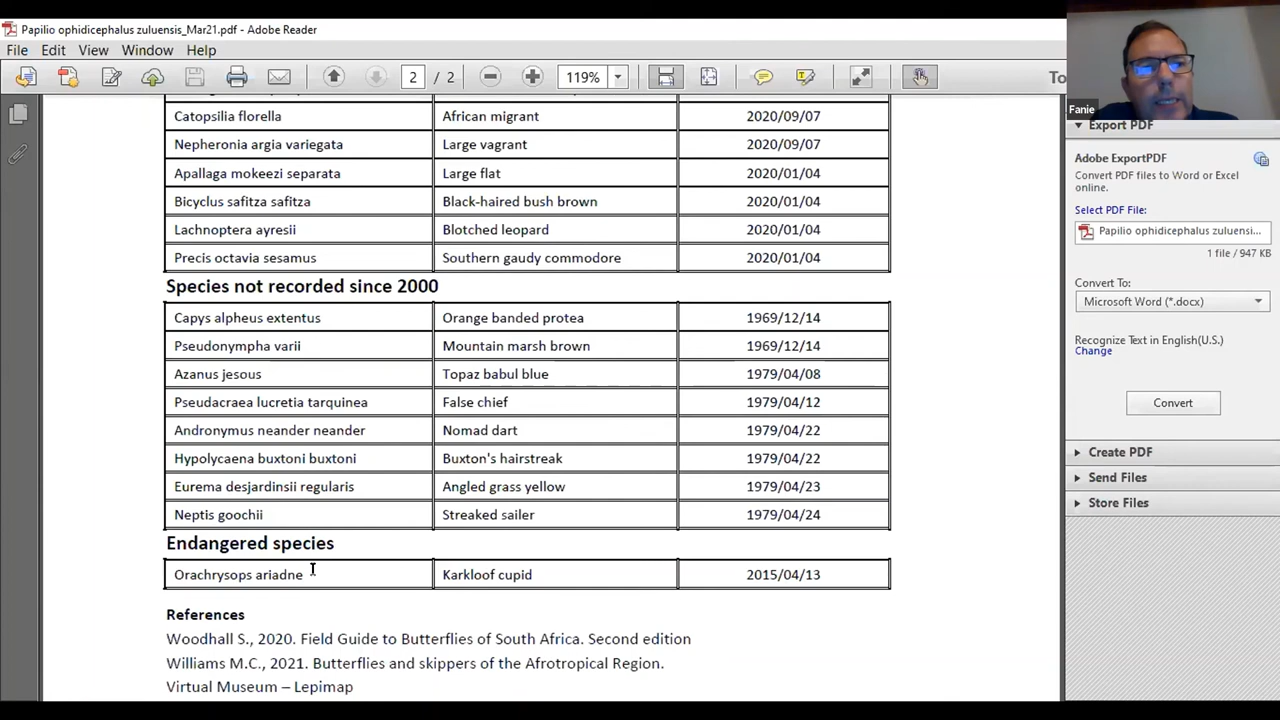 Papilio ophidicephalus zuluensis_Mar21.pdf - Adobe Reader
File Edit View Window Help
2 / 2 119% To
Fanie
Catopsilia florella African migrant 2020/09/07
Nepheronia argia variegata Large vagrant 2020/09/07
Apallaga mokeezi separata Large flat 2020/01/04
Bicyclus safitza safitza Black-haired bush brown 2020/01/04
Lachnoptera ayresii Blotched leopard 2020/01/04
Precis octavia sesamus Southern gaudy commodore 2020/01/04
Species not recorded since 2000
Capys alpheus extentus Orange banded protea 1969/12/14
Pseudonympha varii Mountain marsh brown 1969/12/14
Azanus jesous Topaz babul blue 1979/04/08
Pseudacraea lucretia tarquinea False chief 1979/04/12
Andronymus neander neander Nomad dart 1979/04/22
Hypolycaena buxtoni buxtoni Buxton's hairstreak 1979/04/22
Eurema desjardinsii regularis Angled grass yellow 1979/04/23
Neptis goochii Streaked sailer 1979/04/24
Endangered species
Orachrysops ariadne Karkloof cupid 2015/04/13
References
Woodhall S., 2020. Field Guide to Butterflies of South Africa. Second edition
Williams M.C., 2021. Butterflies and skippers of the Afrotropical Region.
Virtual Museum – Lepimap
Export PDF
Adobe ExportPDF
Convert PDF files to Word or Excel
online.
Select PDF File:
Papilio ophidicephalus zuluensi...
1 file / 947 KB
Convert To:
Microsoft Word (*.docx)
Recognize Text in English(U.S.)
Change
Convert
Create PDF
Send Files
Store Files